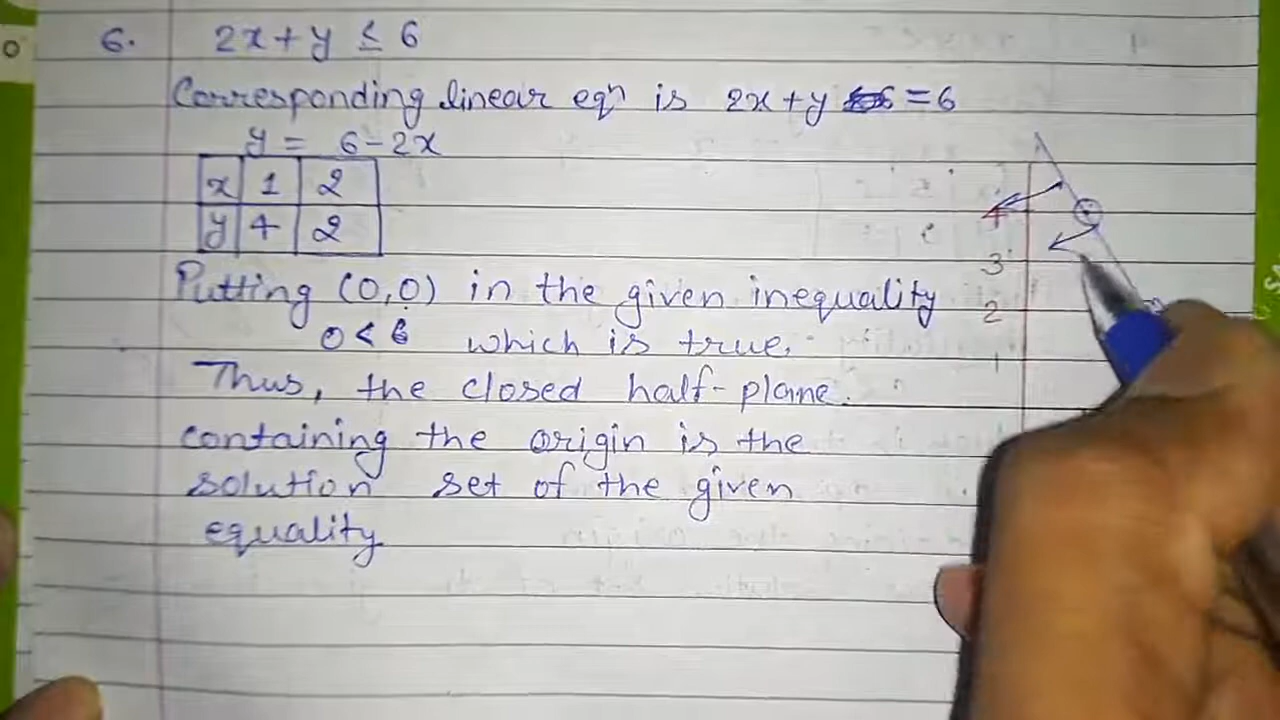 6. 2x + y ≤ 6
Corresponding linear eqn is 2x + y = 6
y = 6 - 2x
x 1 2
y 4 2
Putting (0,0) in the given inequality
0 < 6 which is true.
Thus, the closed half-plane.
containing the origin is the
solution set of the given
equality
4
3
2
1